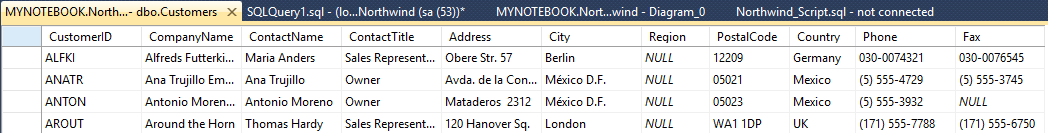 MYNOTEBOOK.North...- dbo.Customers SQLQuery1.sql - (lo...Northwind (sa (53))* MYNOTEBOOK.Nort...wind - Diagram_0 Northwind_Script.sql - not connected
CustomerID CompanyName ContactName ContactTitle Address City Region PostalCode Country Phone Fax
ALFKI Alfreds Futterki... Maria Anders Sales Represent... Obere Str. 57 Berlin NULL 12209 Germany 030-0074321 030-0076545
ANATR Ana Trujillo Em... Ana Trujillo Owner Avda. de la Con... México D.F. NULL 05021 Mexico (5) 555-4729 (5) 555-3745
ANTON Antonio Moren... Antonio Moreno Owner Mataderos 2312 México D.F. NULL 05023 Mexico (5) 555-3932 NULL
AROUT Around the Horn Thomas Hardy Sales Represent... 120 Hanover Sq. London NULL WA1 1DP UK (171) 555-7788 (171) 555-6750